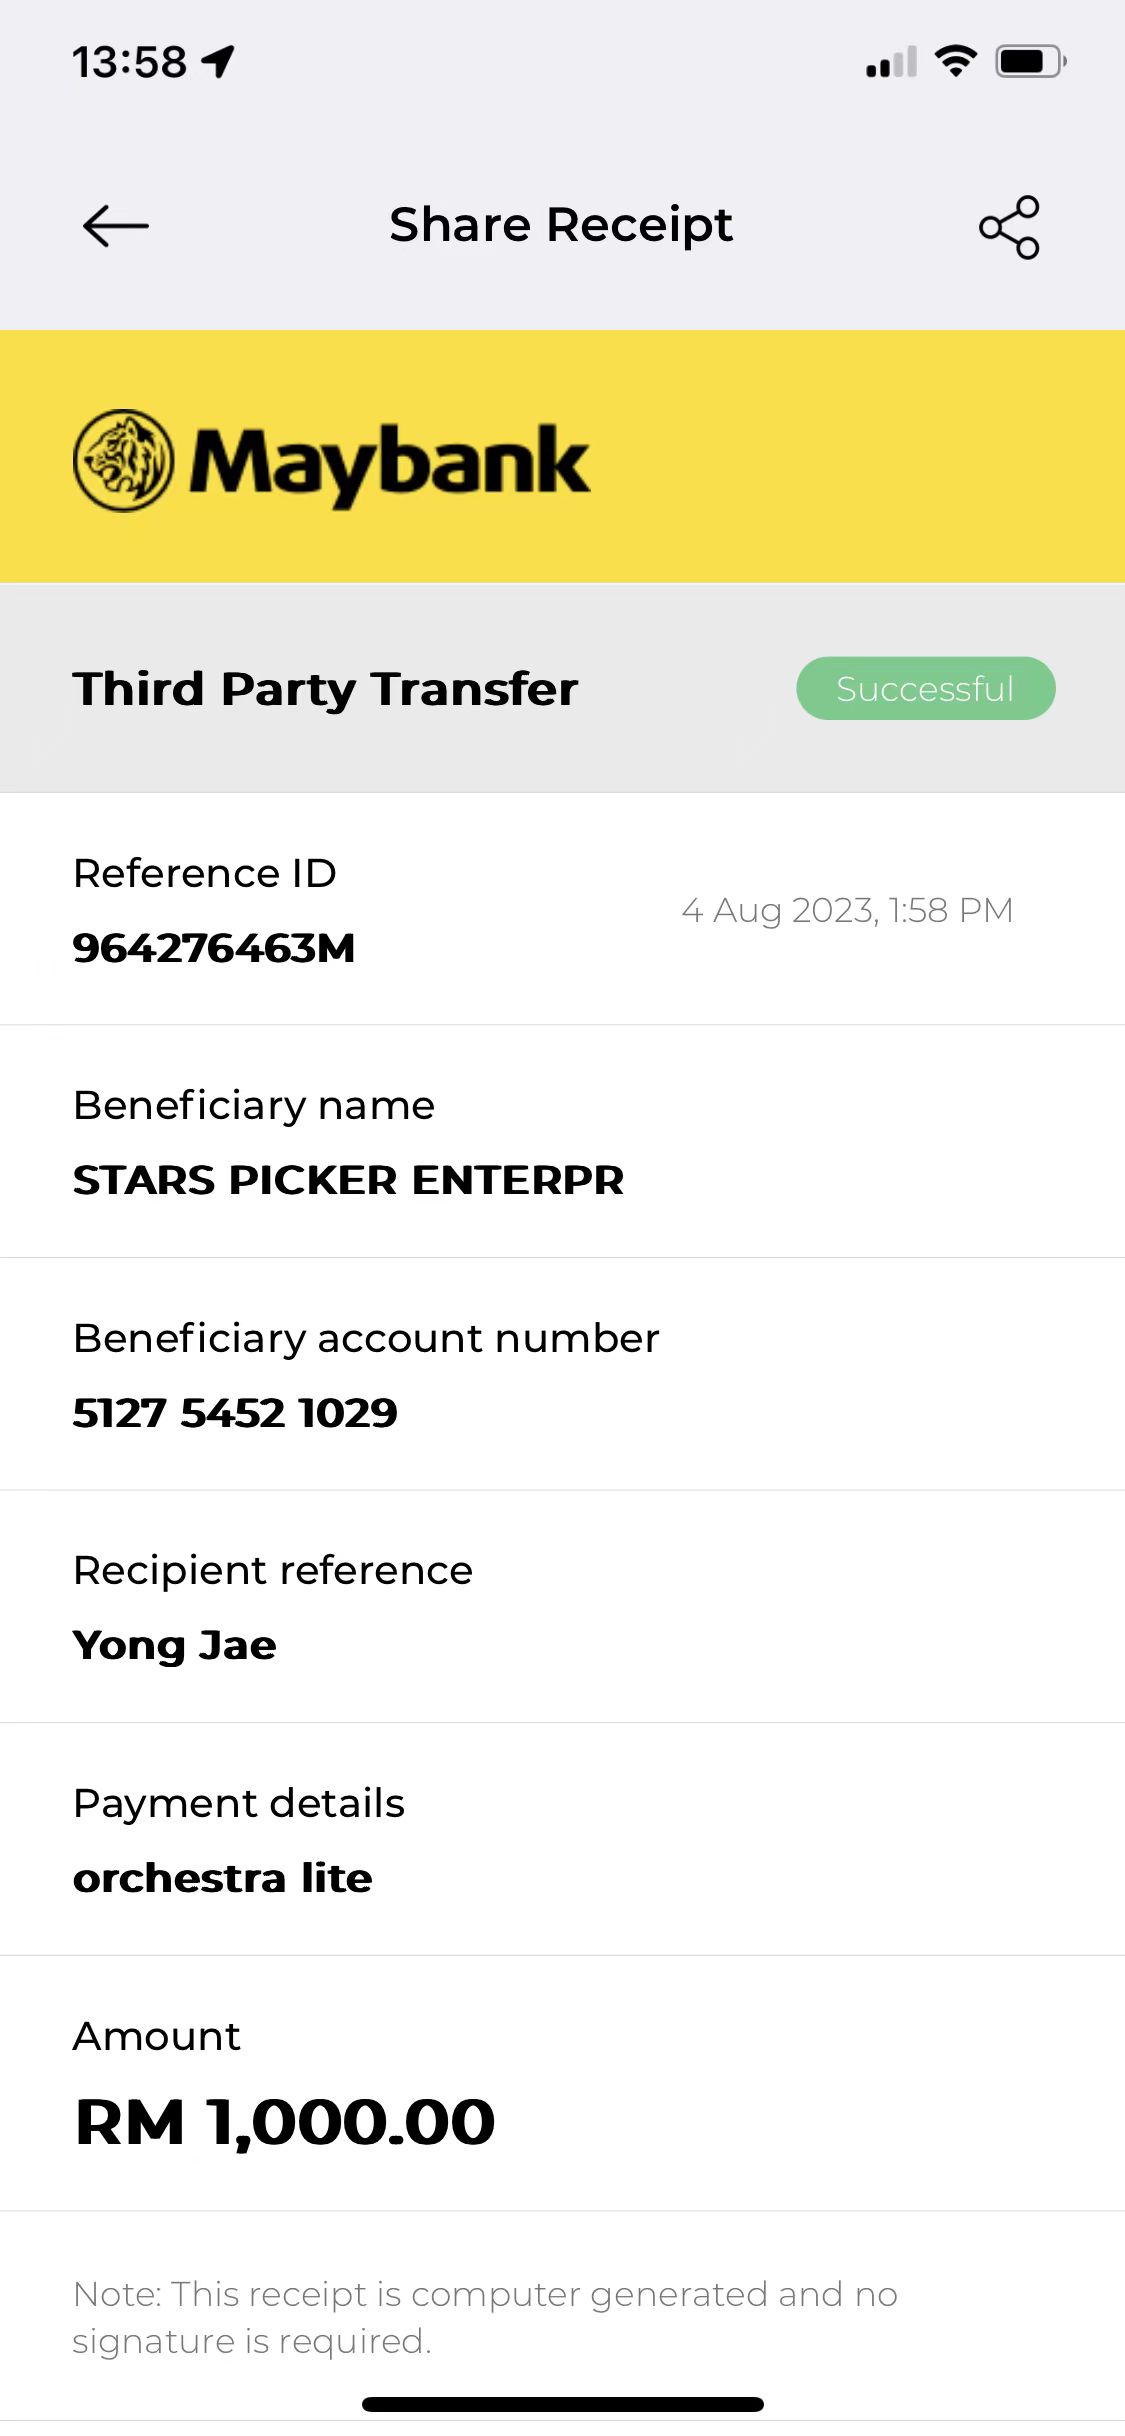 13:58
Share Receipt
Maybank
Third Party Transfer
Successful
Reference ID
4 Aug 2023, 1:58 PM
964276463M
Beneficiary name
STARS PICKER ENTERPR
Beneficiary account number
5127 5452 1029
Recipient reference
Yong Jae
Payment details
orchestra lite
Amount
RM 1,000.00
Note: This receipt is computer generated and no
signature is required.